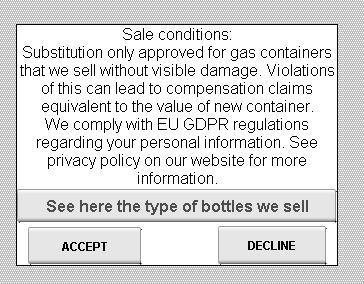 Sale conditions:
Substitution only approved for gas containers
that we sell without visible damage. Violations
of this can lead to compensation claims
equivalent to the value of new container.
We comply with EU GDPR regulations
regarding your personal information. See
privacy policy on our website for more
information.
See here the type of bottles we sell
ACCEPT
DECLINE